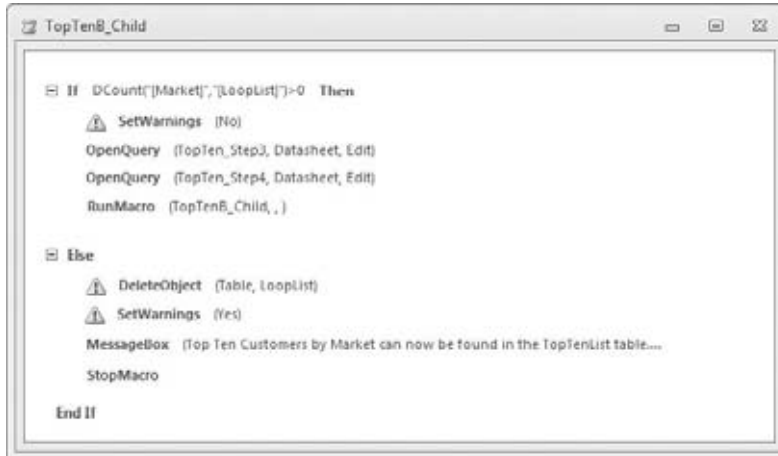 TopTenB_Child
If DCount("[Market]","[LoopList]")>0 Then
SetWarnings (No)
OpenQuery (TopTen_Step3, Datasheet, Edit)
OpenQuery (TopTen_Step4, Datasheet, Edit)
RunMacro (TopTenB_Child, , )
Else
DeleteObject (Table, LoopList)
SetWarnings (Yes)
MessageBox (Top Ten Customers by Market can now be found in the TopTenList table....
StopMacro
End If